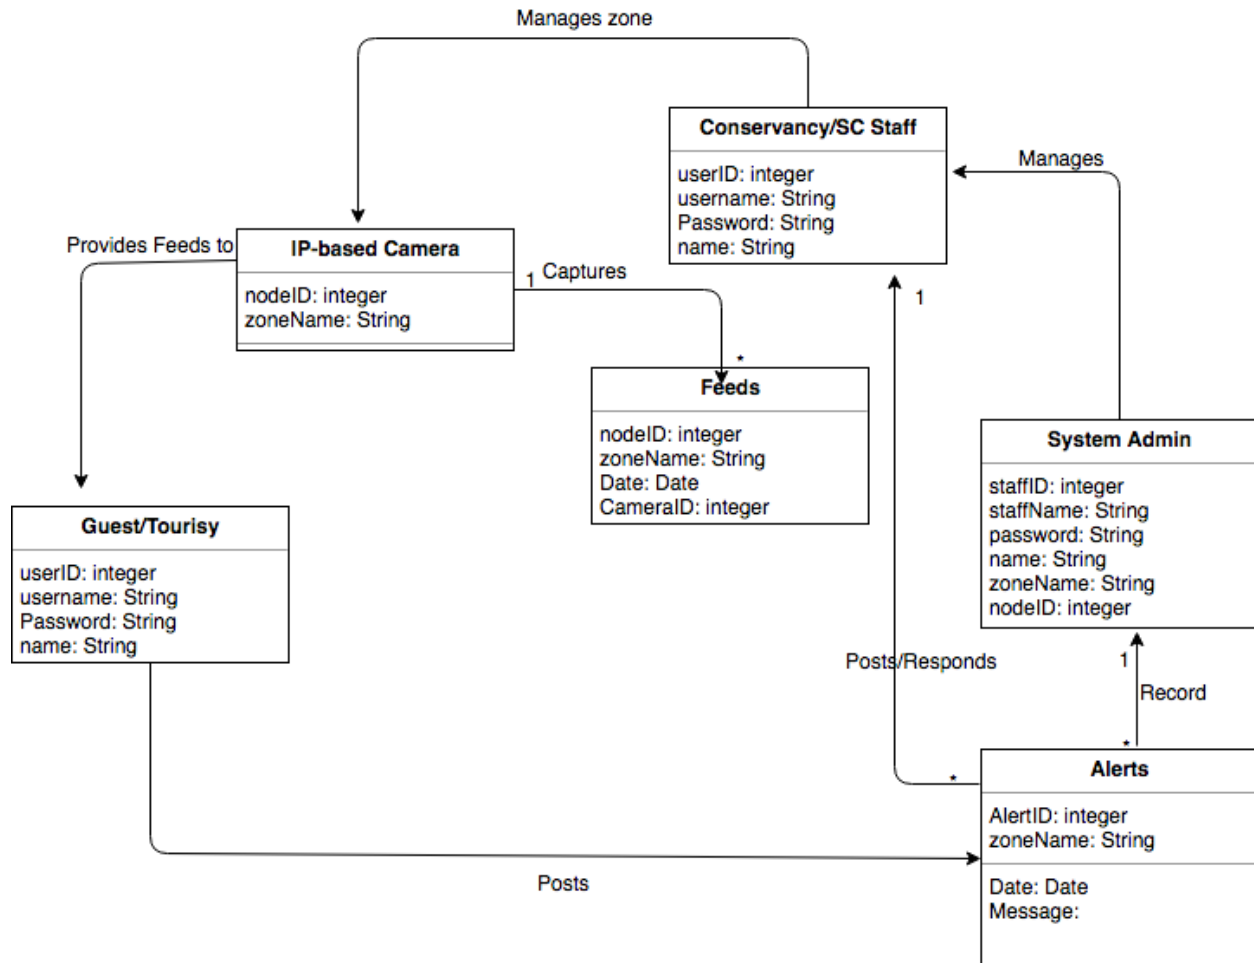 Manages zone
Conservancy/SC Staff
userID: integer
username: String
Password: String
name: String
Manages
Provides Feeds to
IP-based Camera
nodeID: integer
zoneName: String
1
Captures
*
1
Feeds
nodeID: integer
zoneName: String
Date: Date
CameraID: integer
System Admin
staffID: integer
staffName: String
password: String
name: String
zoneName: String
nodeID: integer
Guest/Tourisy
userID: integer
username: String
Password: String
name: String
Posts/Responds
1
Record
*
*
Alerts
AlertID: integer
zoneName: String
Date: Date
Message:
Posts